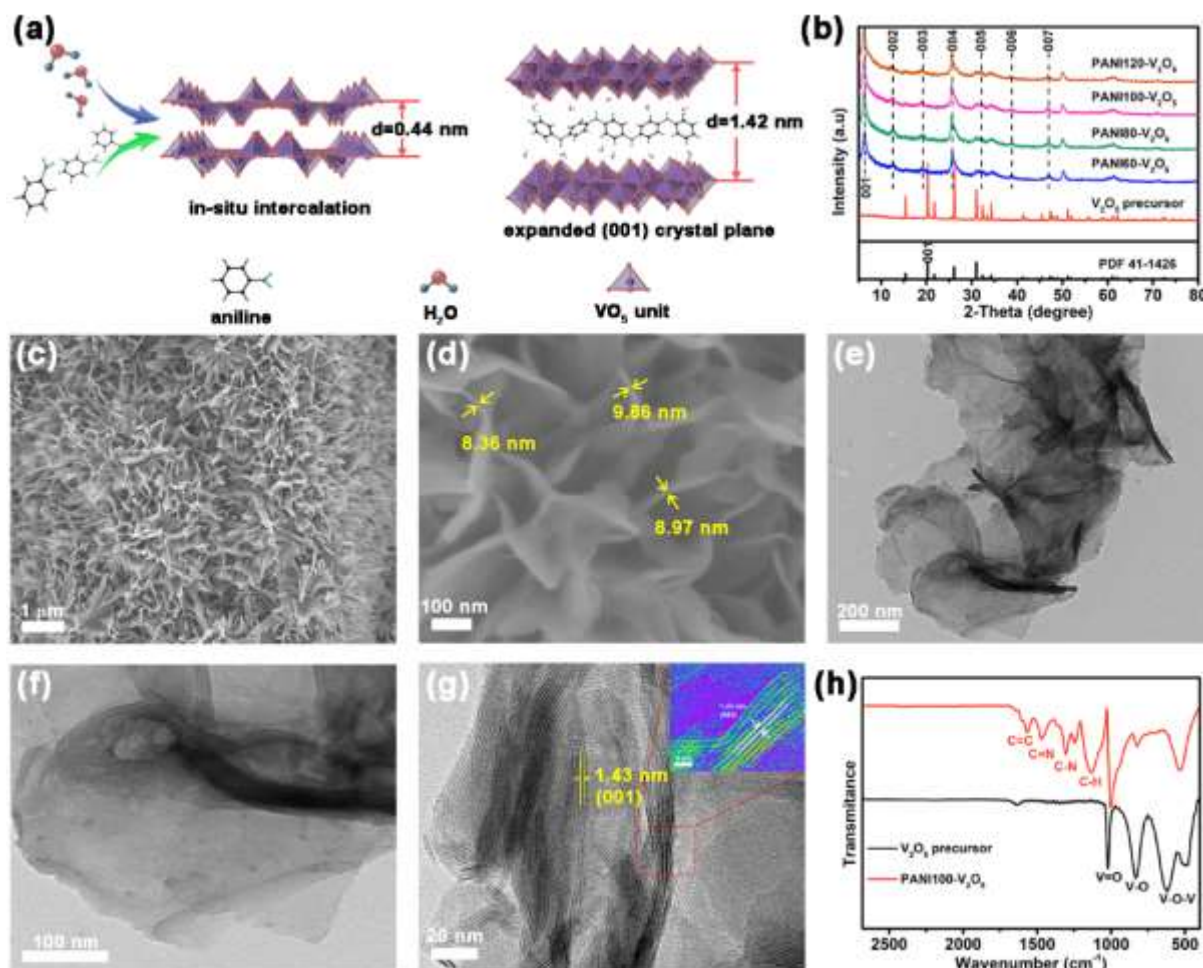 (a)
d=0.44 nm
in-situ intercalation
d=1.42 nm
expanded (001) crystal plane
aniline
H₂O
VO₅ unit
(b)
Intensity (a.u)
002
003
004
005
006
007
PANI120-V₂O₅
PANI100-V₂O₅
PANI80-V₂O₅
PANI60-V₂O₅
001
V₂O₅ precursor
001
PDF 41-1426
10 20 30 40 50 60 70 80
2-Theta (degree)
(c)
1 μm
(d)
8.36 nm
9.86 nm
8.97 nm
100 nm
(e)
200 nm
(f)
100 nm
(g)
1.43 nm
(001)
20 nm
(h)
Transmitance
C=C
C=N
C-N
C-H
V₂O₅ precursor
PANI100-V₂O₅
V=O
V-O
V-O-V
2500 2000 1500 1000 500
Wavenumber (cm⁻¹)